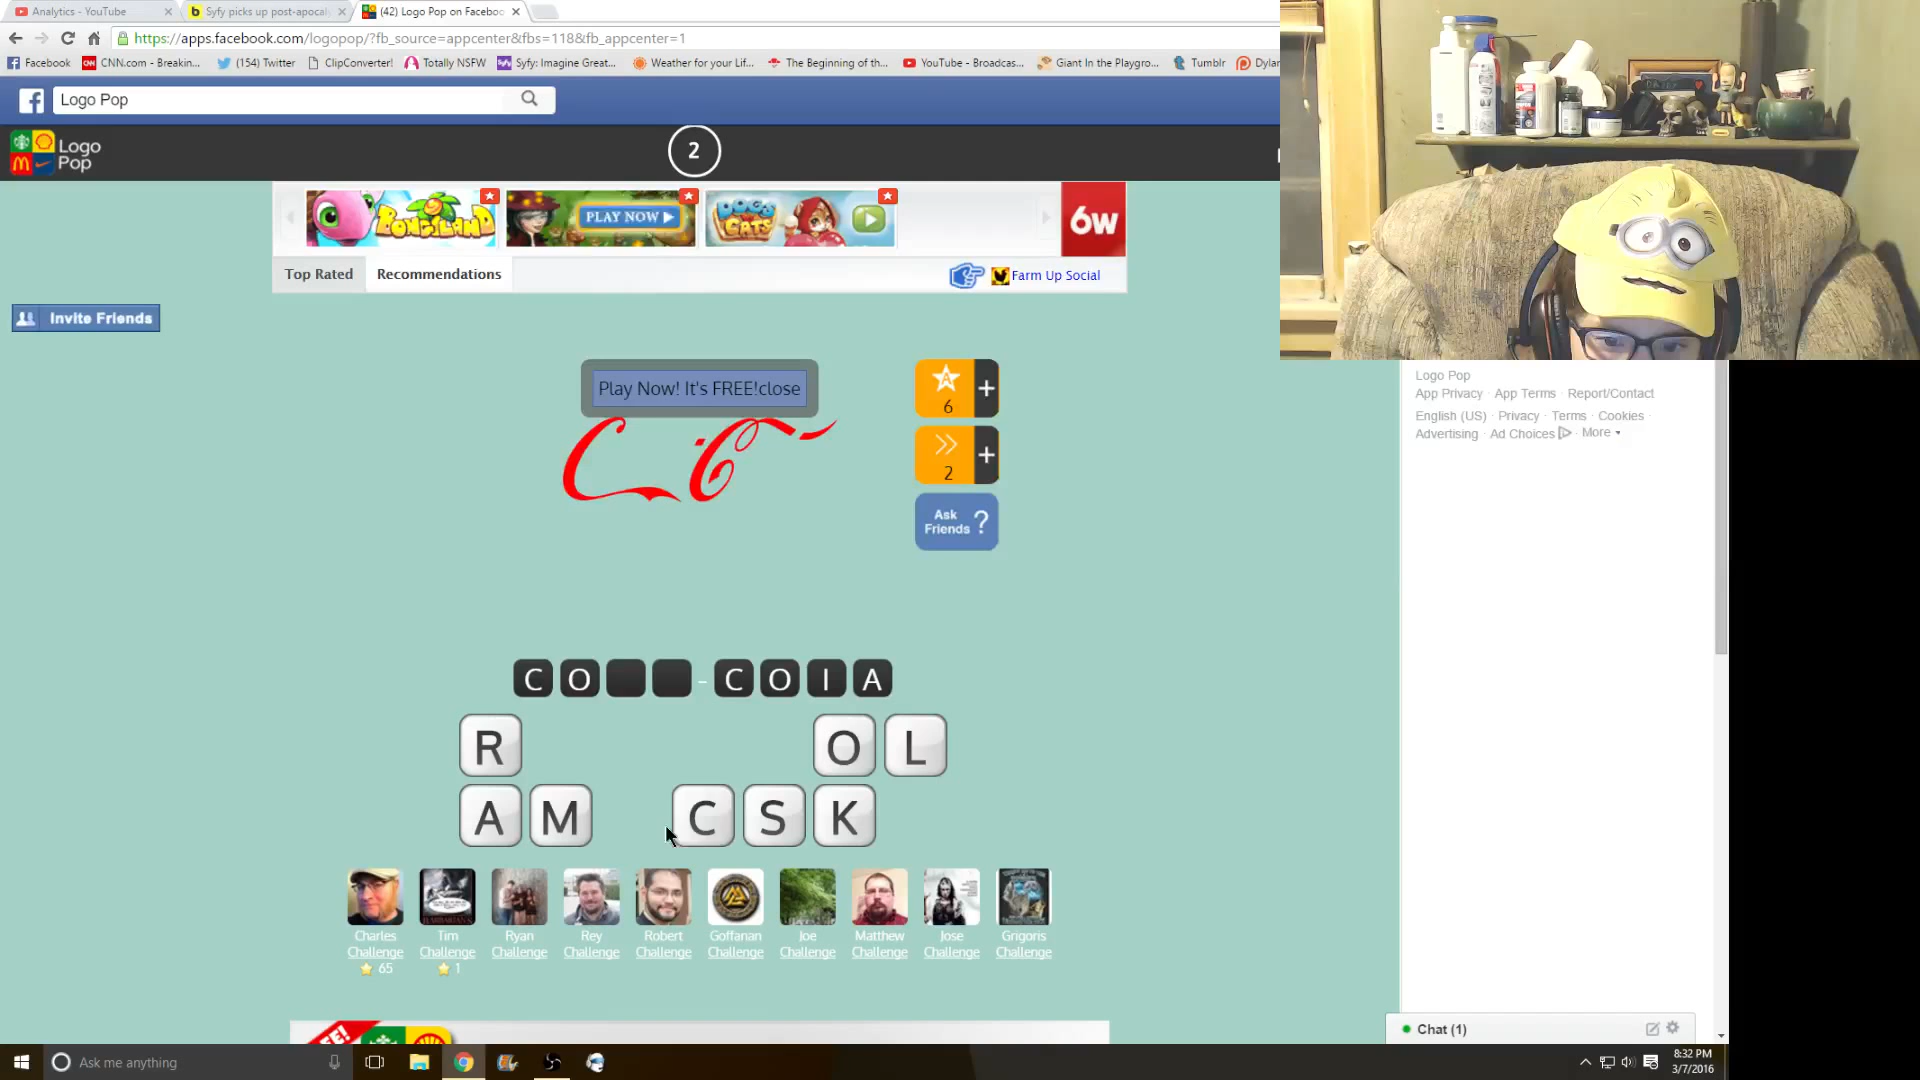 Analytics - YouTube
Syfy picks up post-apocal
(42) Logo Pop on Faceboo
https://apps.facebook.com/logopop/?fb_source=appcenter&fbs=118&fb_appcenter=1
Facebook
CNN.com - Breakin...
(154) Twitter
ClipConverter!
Totally NSFW
Syfy: Imagine Great...
Weather for your Lif...
The Beginning of th...
YouTube - Broadcas...
Giant In the Playgro...
Tumblr
Dylar
Logo Pop
Logo
Pop
2
BONGA LAND
PLAY NOW
DOGS CATS
6w
Top Rated
Recommendations
Farm Up Social
Invite Friends
Play Now! It's FREE!close
A
6
+
2
+
Ask
Friends ?
Logo Pop
App Privacy · App Terms · Report/Contact
English (US) · Privacy · Terms · Cookies ·
Advertising · Ad Choices · More
C O - C O I A
R O L
A M C S K
Charles Tim Ryan Rey Robert Goffanan Joe Matthew Jose Grigoris
Challenge Challenge Challenge Challenge Challenge Challenge Challenge Challenge Challenge Challenge
65 1
Chat (1)
Ask me anything
8:32 PM
3/7/2016